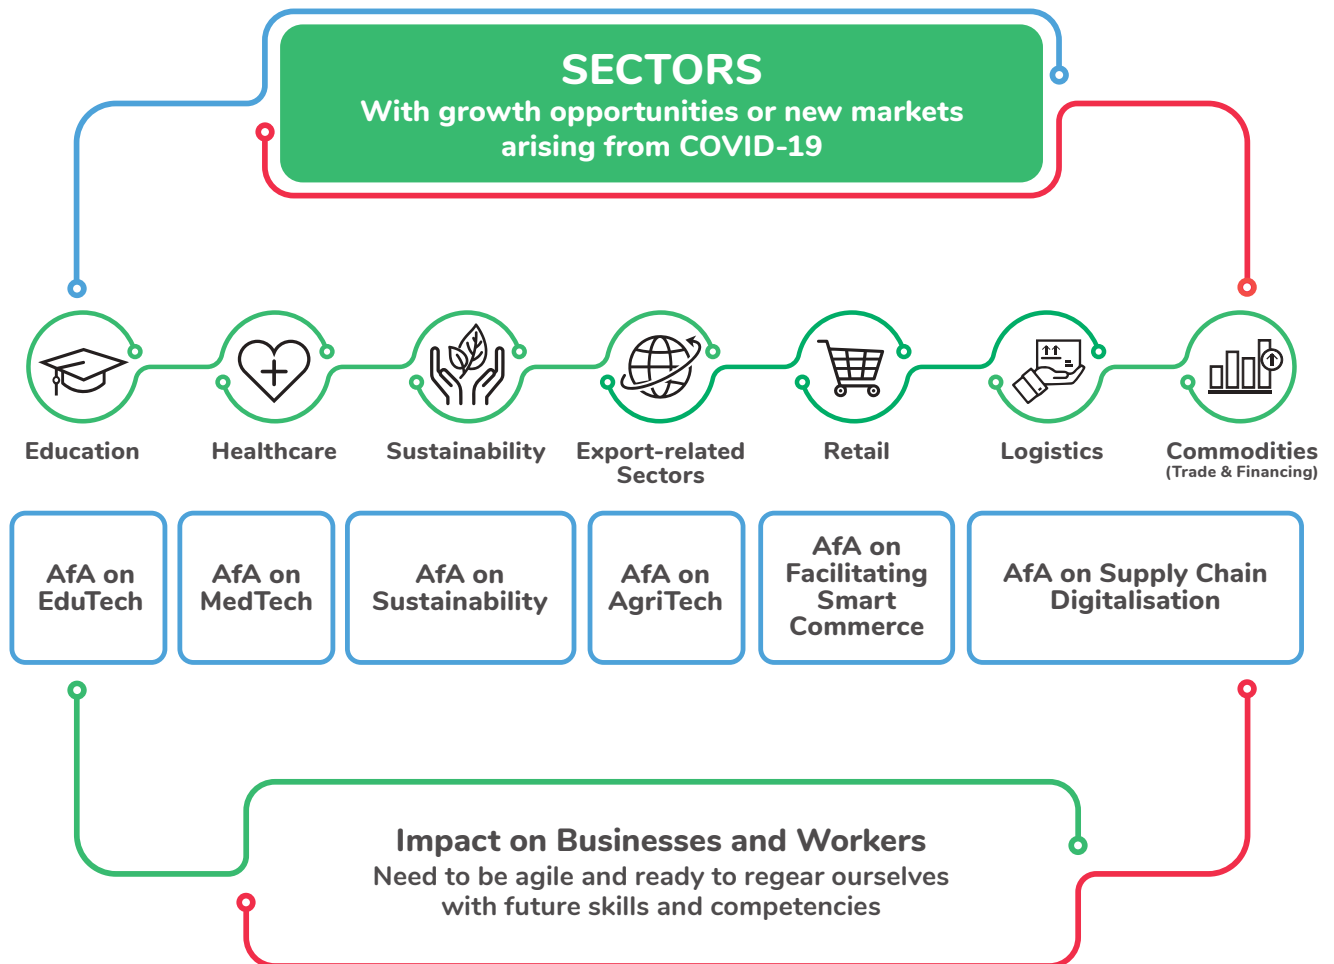 SECTORS
With growth opportunities or new markets
arising from COVID-19
Education
Healthcare
Sustainability
Export-related
Sectors
Retail
Logistics
Commodities
(Trade & Financing)
AfA on
EduTech
AfA on
MedTech
AfA on
Sustainability
AfA on
AgriTech
AfA on
Facilitating
Smart
Commerce
AfA on Supply Chain
Digitalisation
Impact on Businesses and Workers
Need to be agile and ready to regear ourselves
with future skills and competencies